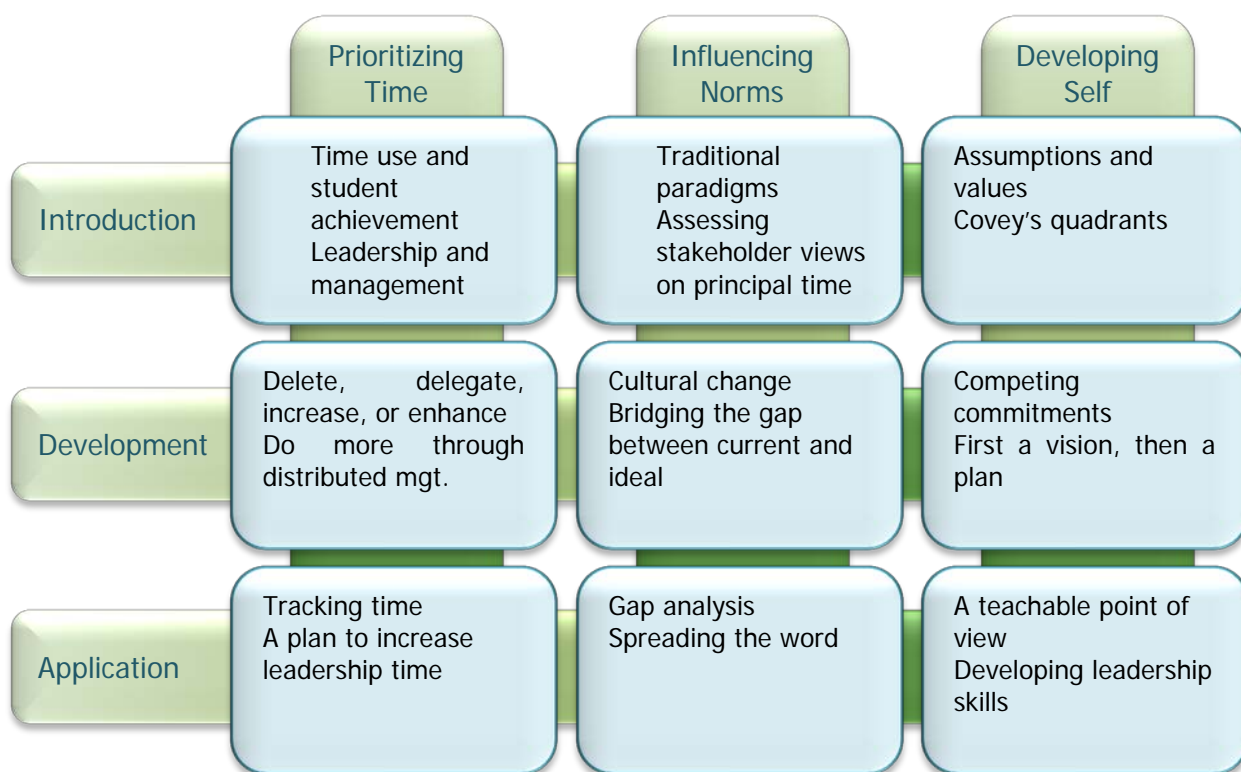 Prioritizing
Time
Influencing
Norms
Developing
Self
Introduction
Time use and
student
achievement
Leadership and
management
Traditional
paradigms
Assessing
stakeholder views
on principal time
Assumptions and
values
Covey's quadrants
Development
Delete, delegate,
increase, or enhance
Do more through
distributed mgt.
Cultural change
Bridging the gap
between current and
ideal
Competing
commitments
First a vision, then a
plan
Application
Tracking time
A plan to increase
leadership time
Gap analysis
Spreading the word
A teachable point of
view
Developing leadership
skills